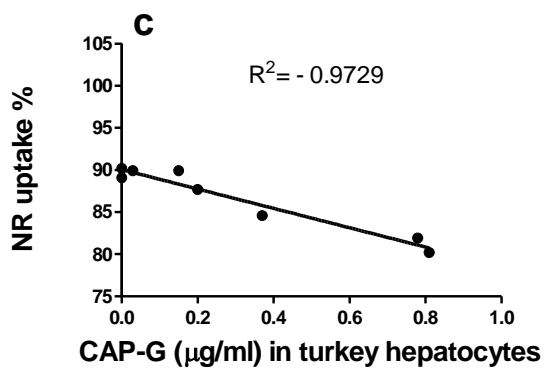 C
R²= - 0.9729
NR uptake %
105
100
95
90
85
80
75
0.0 0.2 0.4 0.6 0.8 1.0
CAP-G (μg/ml) in turkey hepatocytes